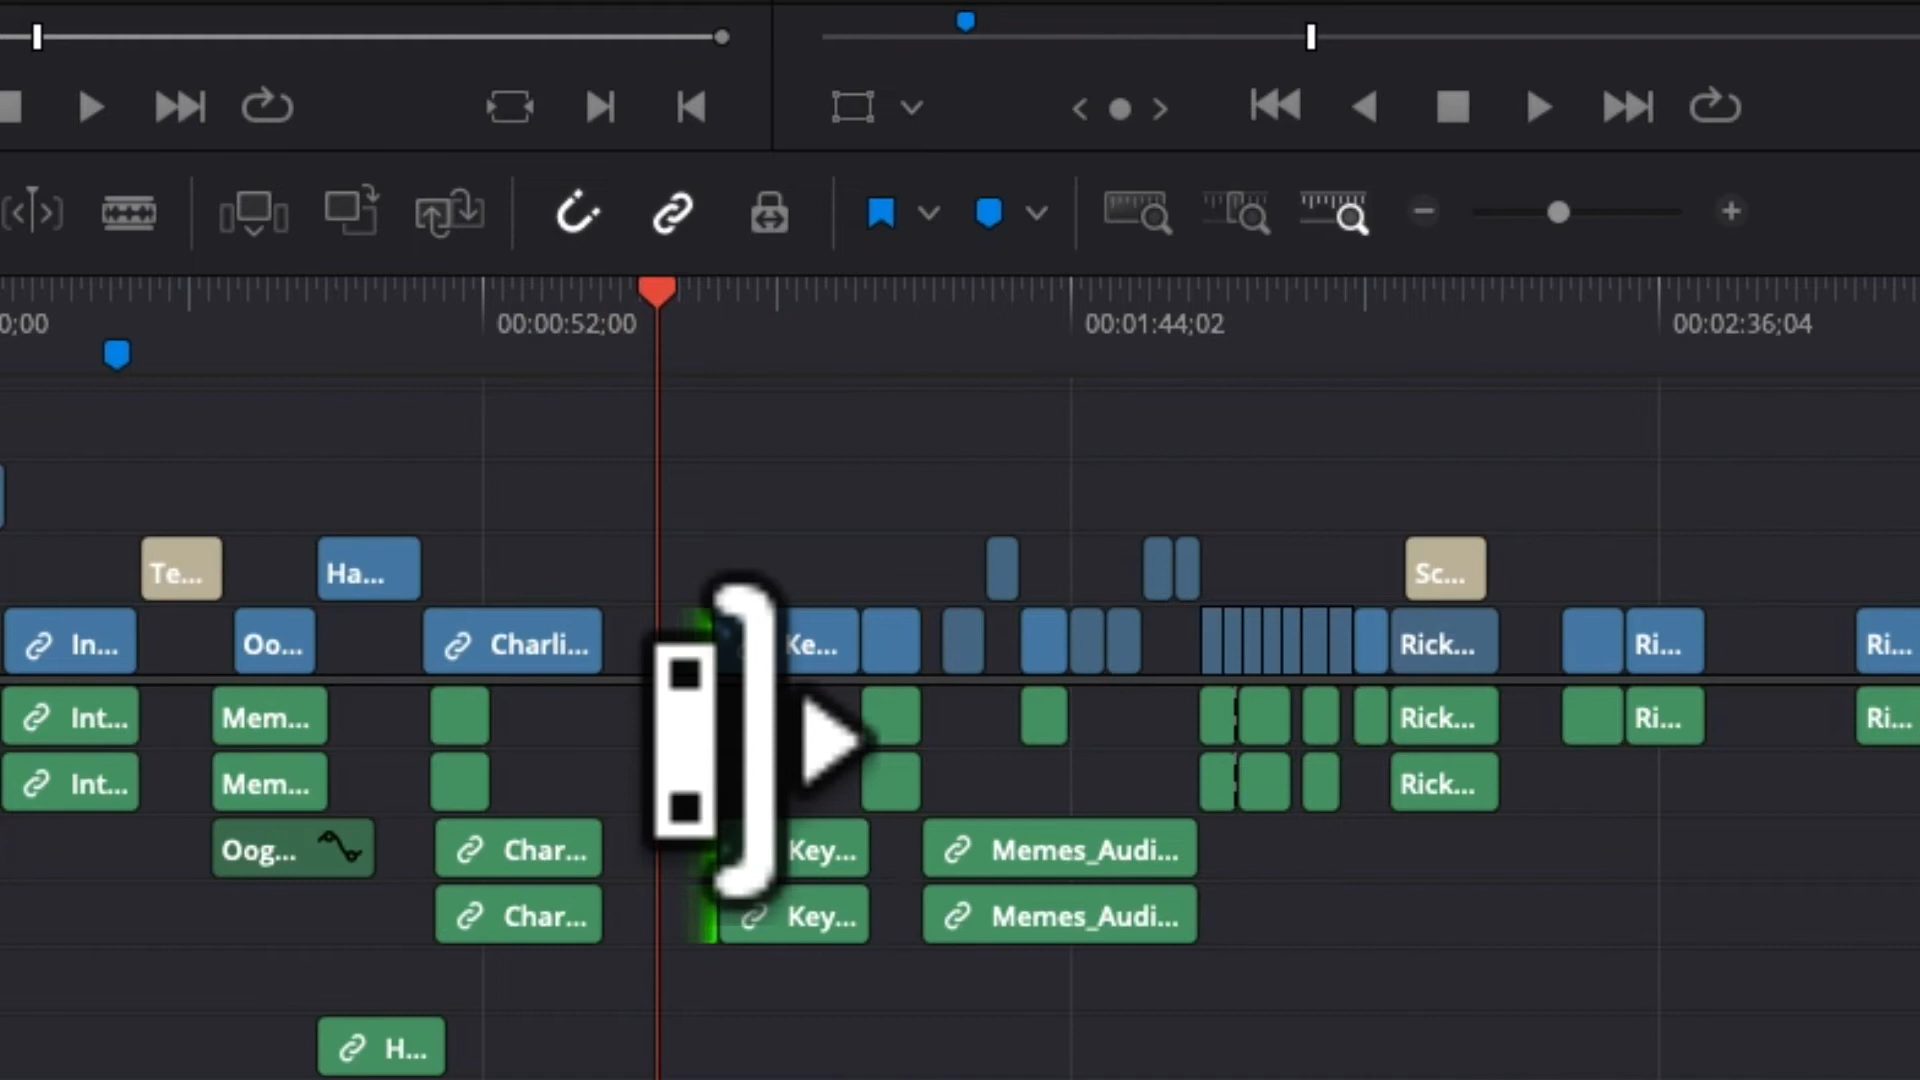 0;00 00:00:52;00 00:01:44;02 00:02:36;04
Te... Ha... Sc...
In... Oo... Charli... Ke... Rick... Ri... Ri...
Int... Mem... Rick... Ri... Ri...
Int... Mem... Rick...
Oog... Char... Key... Memes_Audi...
Char... Key... Memes_Audi...
H...